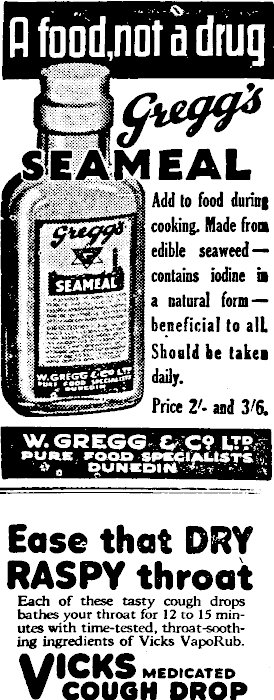 A food, not a drug
Gregg's
SEAMEAL
Add to food during
cooking. Made from
edible seaweed—
contains iodine in
a natural form—
beneficial to all.
Should be taken
daily.
Price 2/- and 3/6.
Gregg's
SEAMEAL
W. GREGG & CO LTD
PURE FOOD SPECIALISTS
DUNEDIN
W. GREGG & CO LTD
PURE FOOD SPECIALISTS
DUNEDIN
Ease that DRY
RASPY throat
Each of these tasty cough drops
bathes your throat for 12 to 15 min-
utes with time-tested, throat-sooth-
ing ingredients of Vicks VapoRub.
VICKS MEDICATED
COUGH DROP